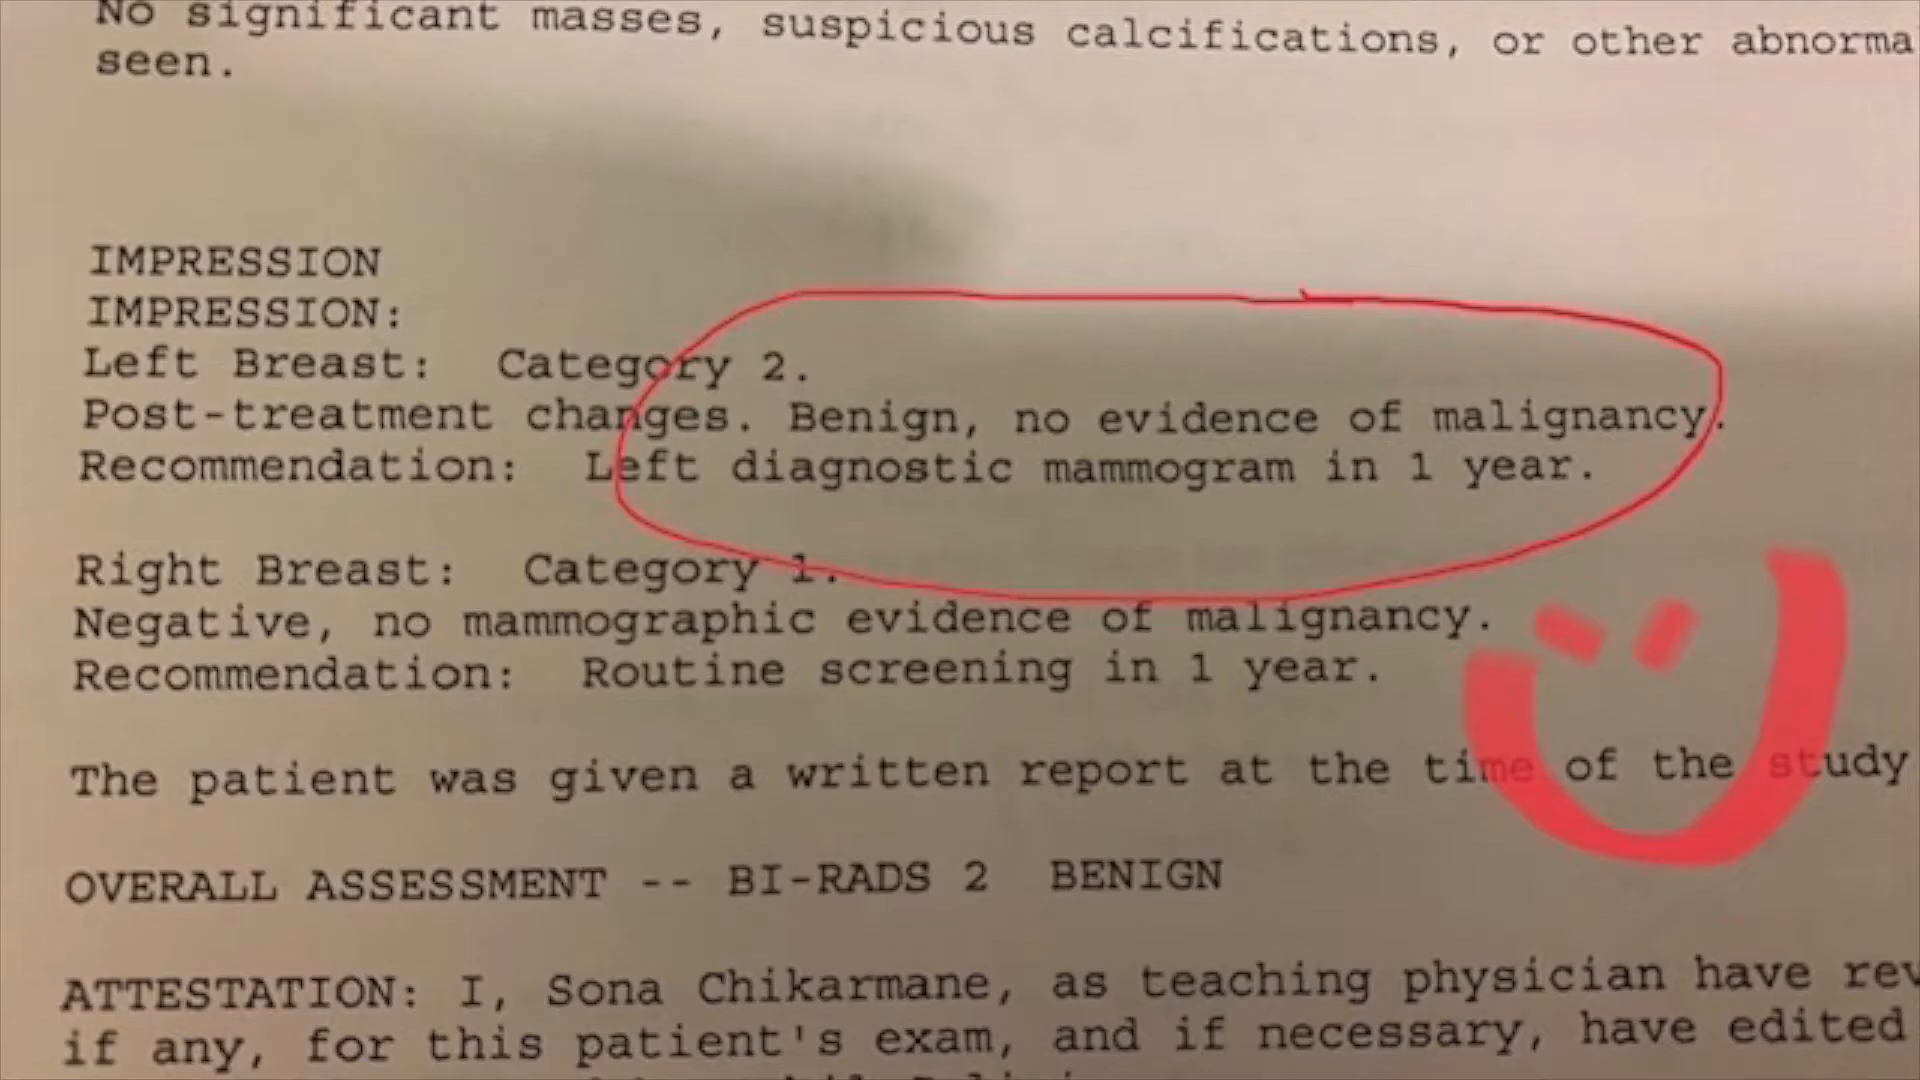 No significant masses, suspicious calcifications, or other abnorma
seen.
IMPRESSION
IMPRESSION:
Left Breast:  Category 2.
Post-treatment changes. Benign, no evidence of malignancy.
Recommendation:  Left diagnostic mammogram in 1 year.
Right Breast:  Category 1.
Negative, no mammographic evidence of malignancy.
Recommendation:  Routine screening in 1 year.
The patient was given a written report at the time of the study
OVERALL ASSESSMENT -- BI-RADS 2  BENIGN
ATTESTATION: I, Sona Chikarmane, as teaching physician have rev
if any, for this patient's exam, and if necessary, have edited